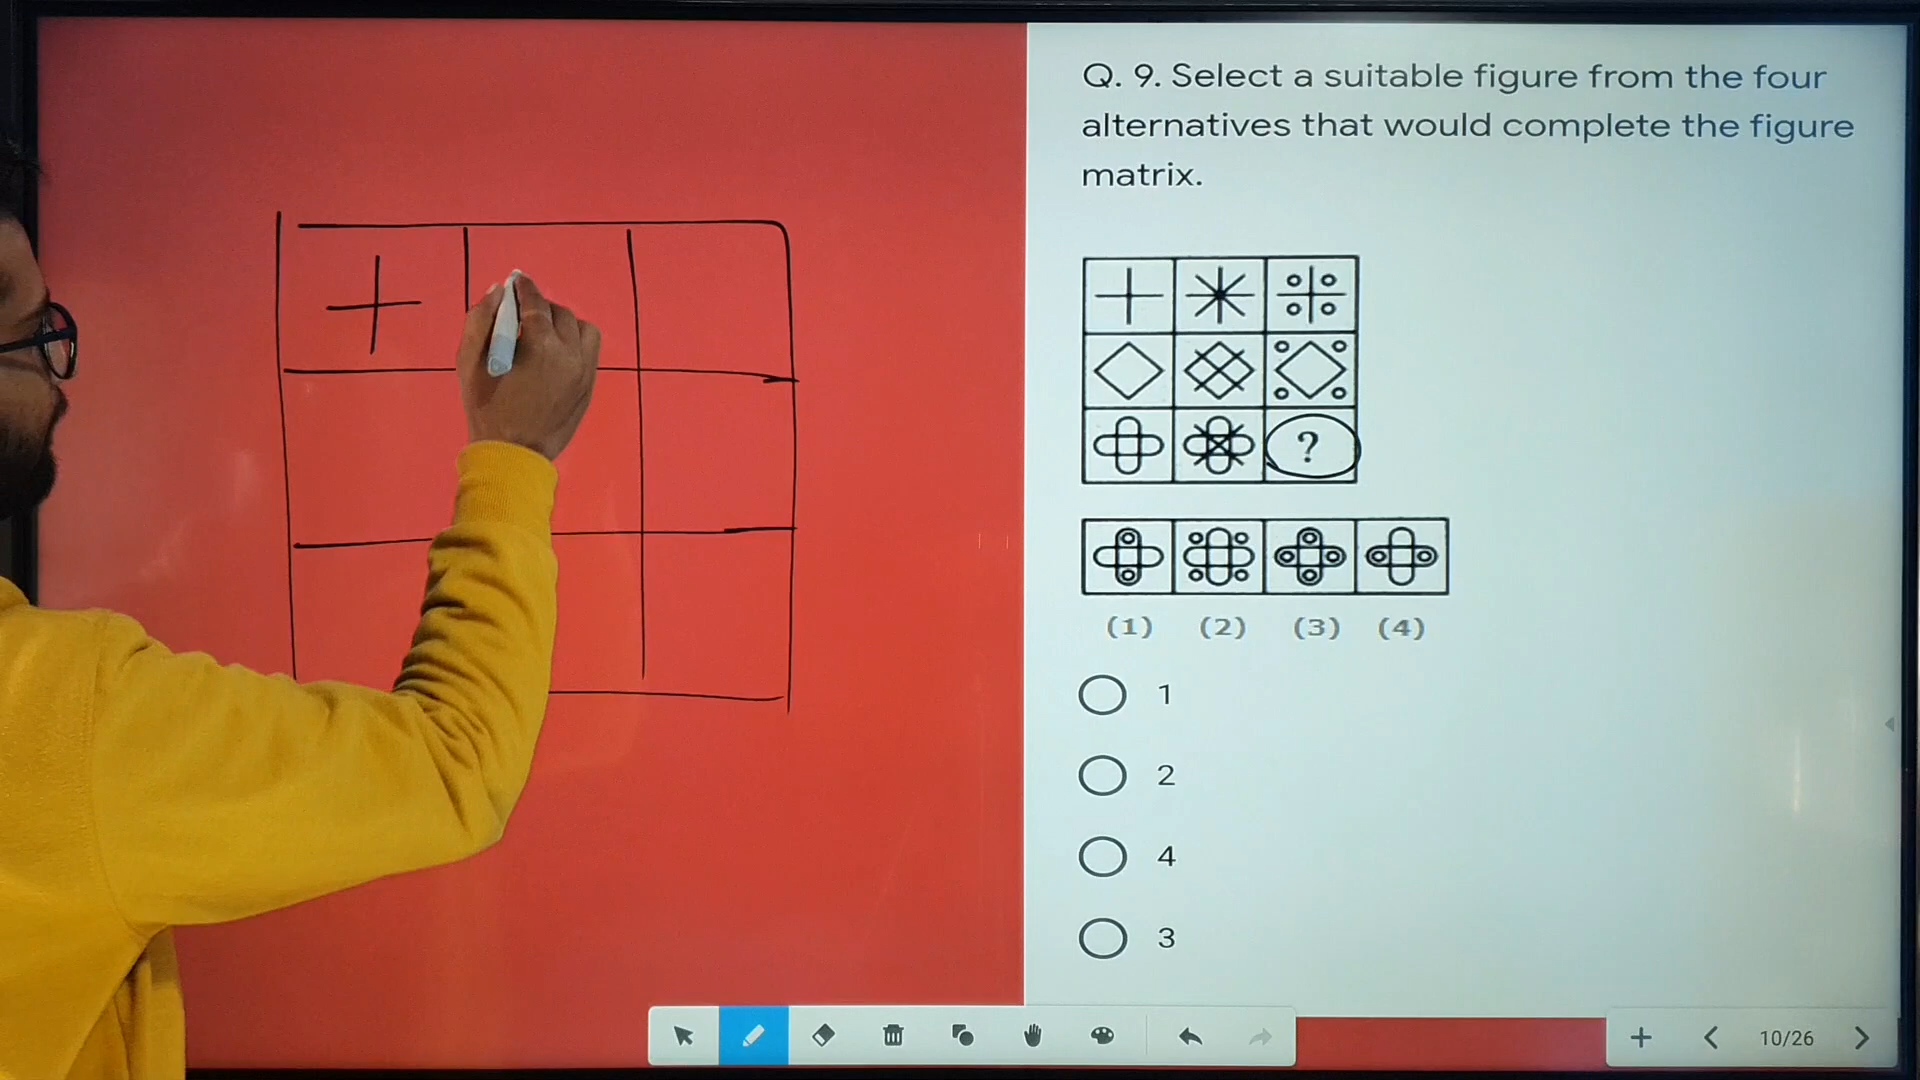 Q. 9. Select a suitable figure from the four
alternatives that would complete the figure
matrix.
?
(1) (2) (3) (4)
1
2
4
3
10/26